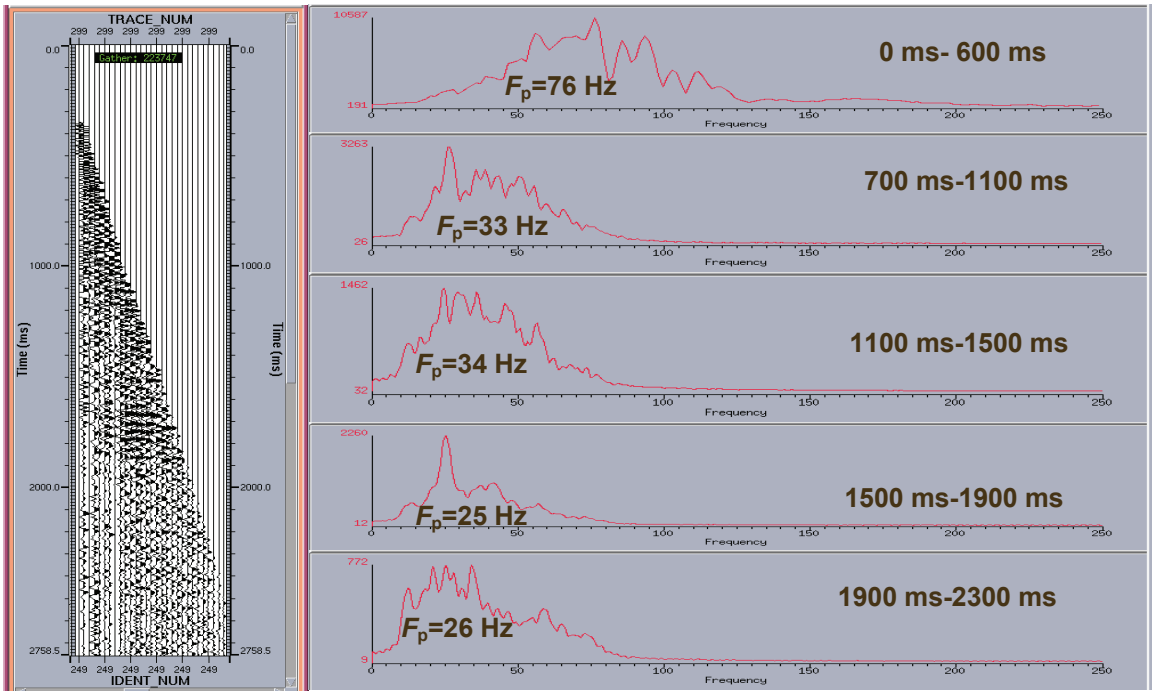 TRACE_NUM
299 299 299 299 299 299
0.0 0.0
Gather: 223747
1000.0 1000.0
Time (ms) Time (ms)
2000.0 2000.0
2758.5 2758.5
249 249 249 249 249 249
IDENT_NUM
10587
0 ms- 600 ms
Fp=76 Hz
191
0 50 100 150 200 250
Frequency
3263
700 ms-1100 ms
Fp=33 Hz
26
0 50 100 150 200 250
Frequency
1462
1100 ms-1500 ms
Fp=34 Hz
32
0 50 100 150 200 250
Frequency
2260
1500 ms-1900 ms
Fp=25 Hz
12
0 50 100 150 200 250
Frequency
772
1900 ms-2300 ms
Fp=26 Hz
9
0 50 100 150 200 250
Frequency